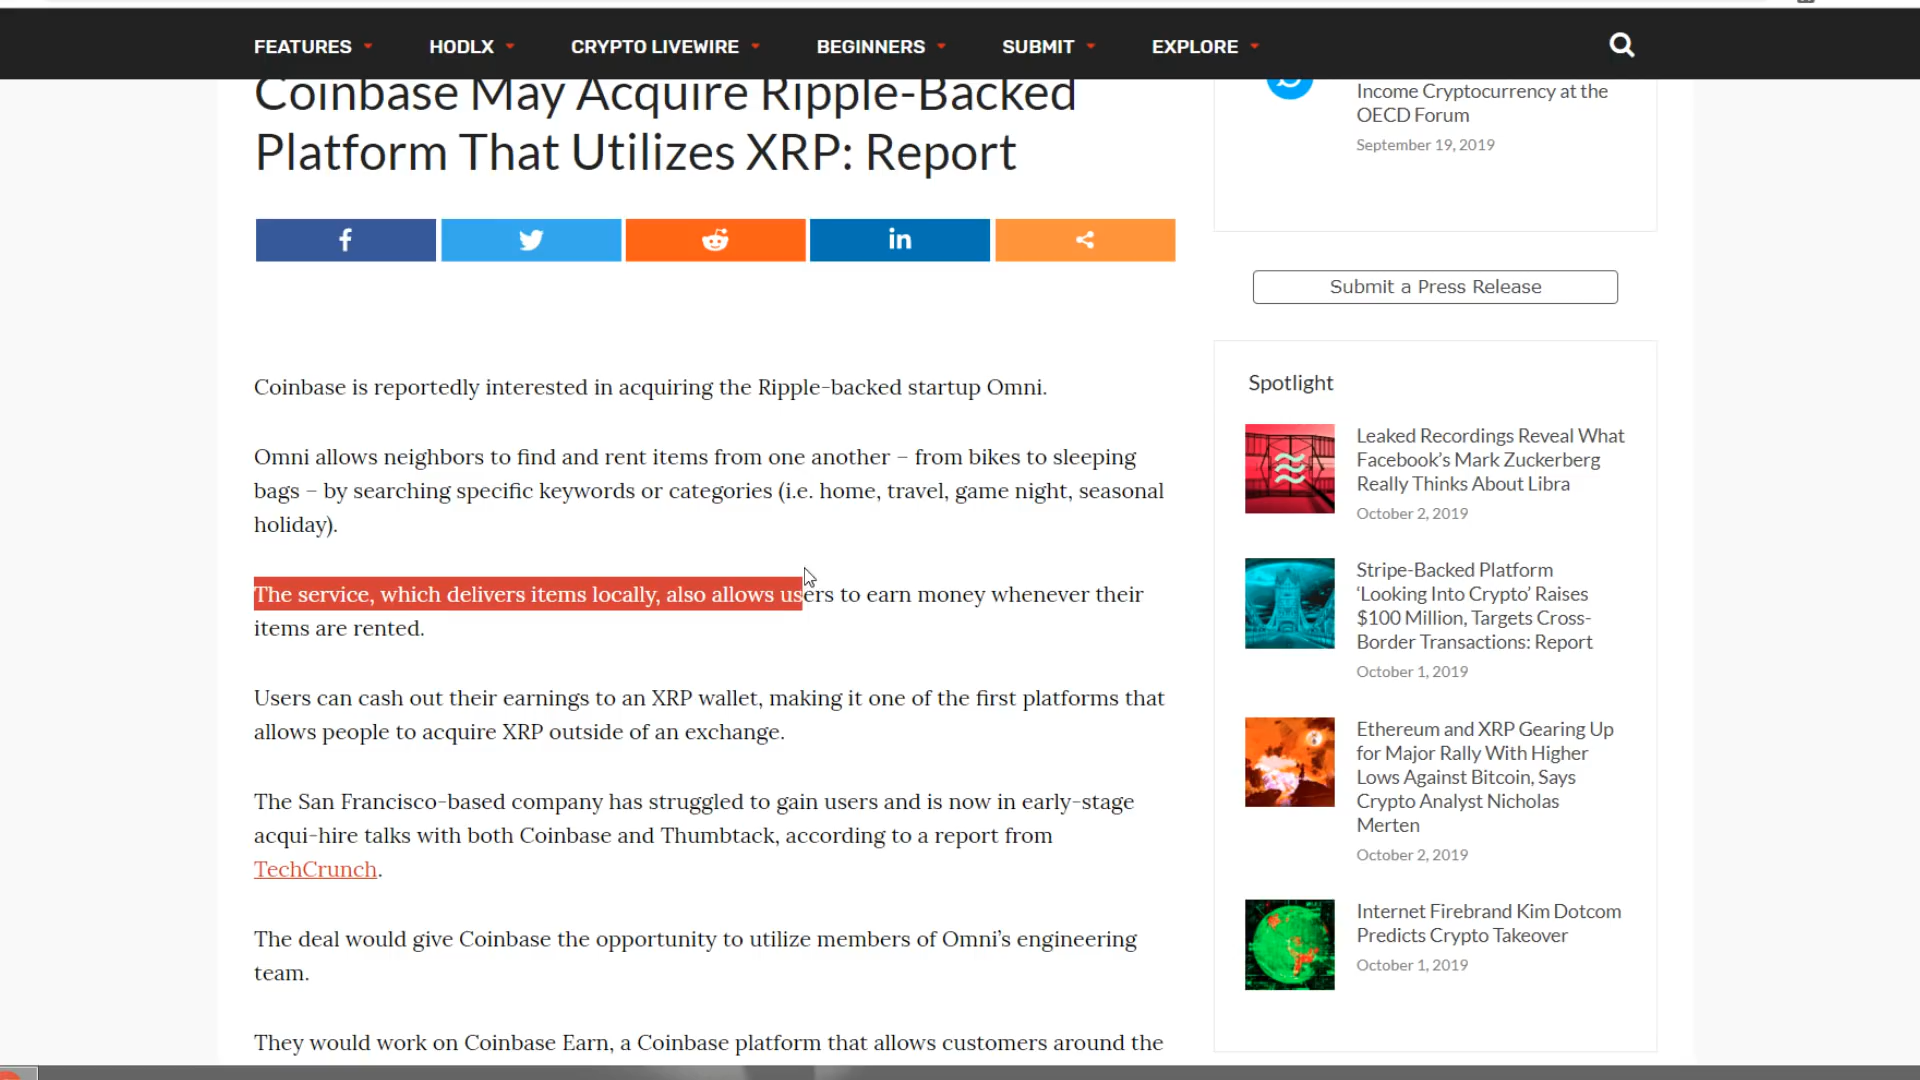 FEATURES HODLX CRYPTO LIVEWIRE BEGINNERS SUBMIT EXPLORE
Coinbase May Acquire Ripple-Backed
Platform That Utilizes XRP: Report
Coinbase is reportedly interested in acquiring the Ripple-backed startup Omni.
Omni allows neighbors to find and rent items from one another – from bikes to sleeping
bags – by searching specific keywords or categories (i.e. home, travel, game night, seasonal
holiday).
The service, which delivers items locally, also allows users to earn money whenever their
items are rented.
Users can cash out their earnings to an XRP wallet, making it one of the first platforms that
allows people to acquire XRP outside of an exchange.
The San Francisco-based company has struggled to gain users and is now in early-stage
acqui-hire talks with both Coinbase and Thumbtack, according to a report from
TechCrunch.
The deal would give Coinbase the opportunity to utilize members of Omni's engineering
team.
They would work on Coinbase Earn, a Coinbase platform that allows customers around the
Income Cryptocurrency at the
OECD Forum
September 19, 2019
Submit a Press Release
Spotlight
Leaked Recordings Reveal What
Facebook's Mark Zuckerberg
Really Thinks About Libra
October 2, 2019
Stripe-Backed Platform
'Looking Into Crypto' Raises
$100 Million, Targets Cross-
Border Transactions: Report
October 1, 2019
Ethereum and XRP Gearing Up
for Major Rally With Higher
Lows Against Bitcoin, Says
Crypto Analyst Nicholas
Merten
October 2, 2019
Internet Firebrand Kim Dotcom
Predicts Crypto Takeover
October 1, 2019